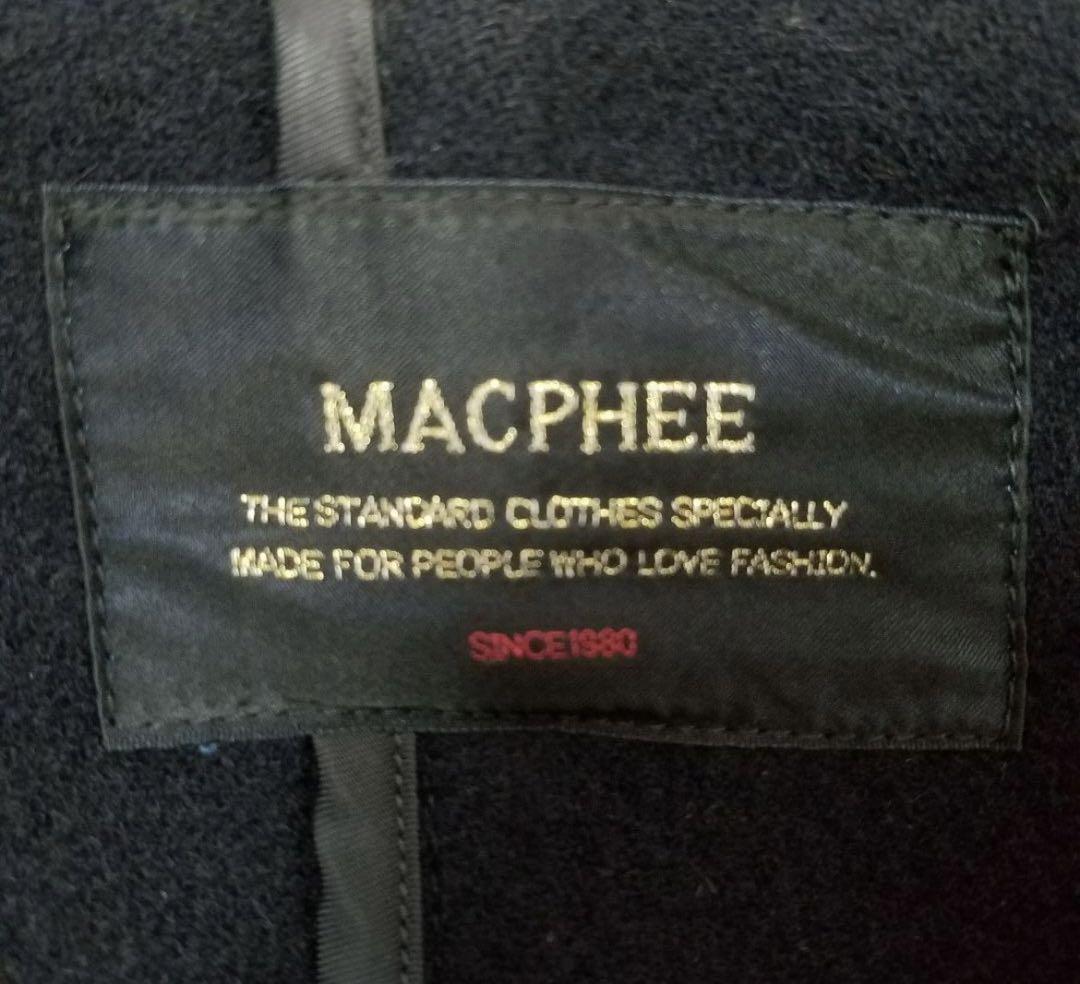 MACPHEE
THE STANDARD CLOTHES SPECIALLY
MADE FOR PEOPLE WHO LOVE FASHION.
SINCE1980